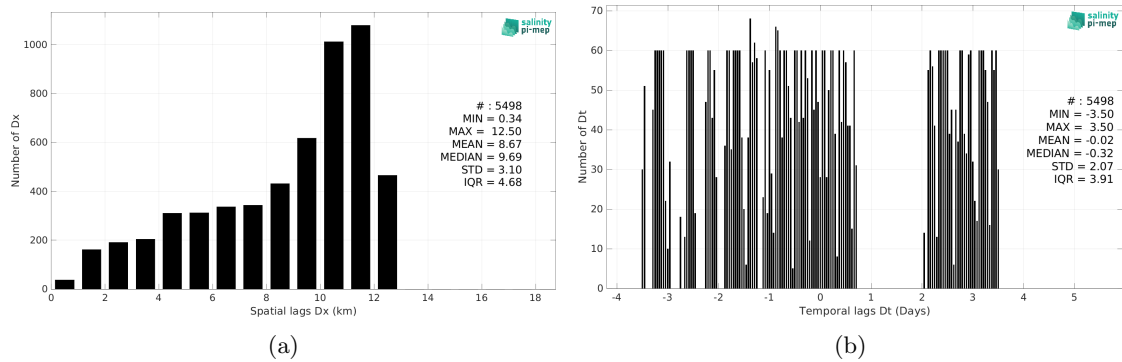 salinity
pi-mep
1000
800
600
400
200
0
Number of Dx
# : 5498
MIN = 0.34
MAX = 12.50
MEAN = 8.67
MEDIAN = 9.69
STD = 3.10
IQR = 4.68
0 2 4 6 8 10 12 14 16 18
Spatial lags Dx (km)
(a)
salinity
pi-mep
70
60
50
40
30
20
10
0
Number of Dt
# : 5498
MIN = -3.50
MAX = 3.50
MEAN = -0.02
MEDIAN = -0.32
STD = 2.07
IQR = 3.91
-4 -3 -2 -1 0 1 2 3 4 5
Temporal lags Dt (Days)
(b)